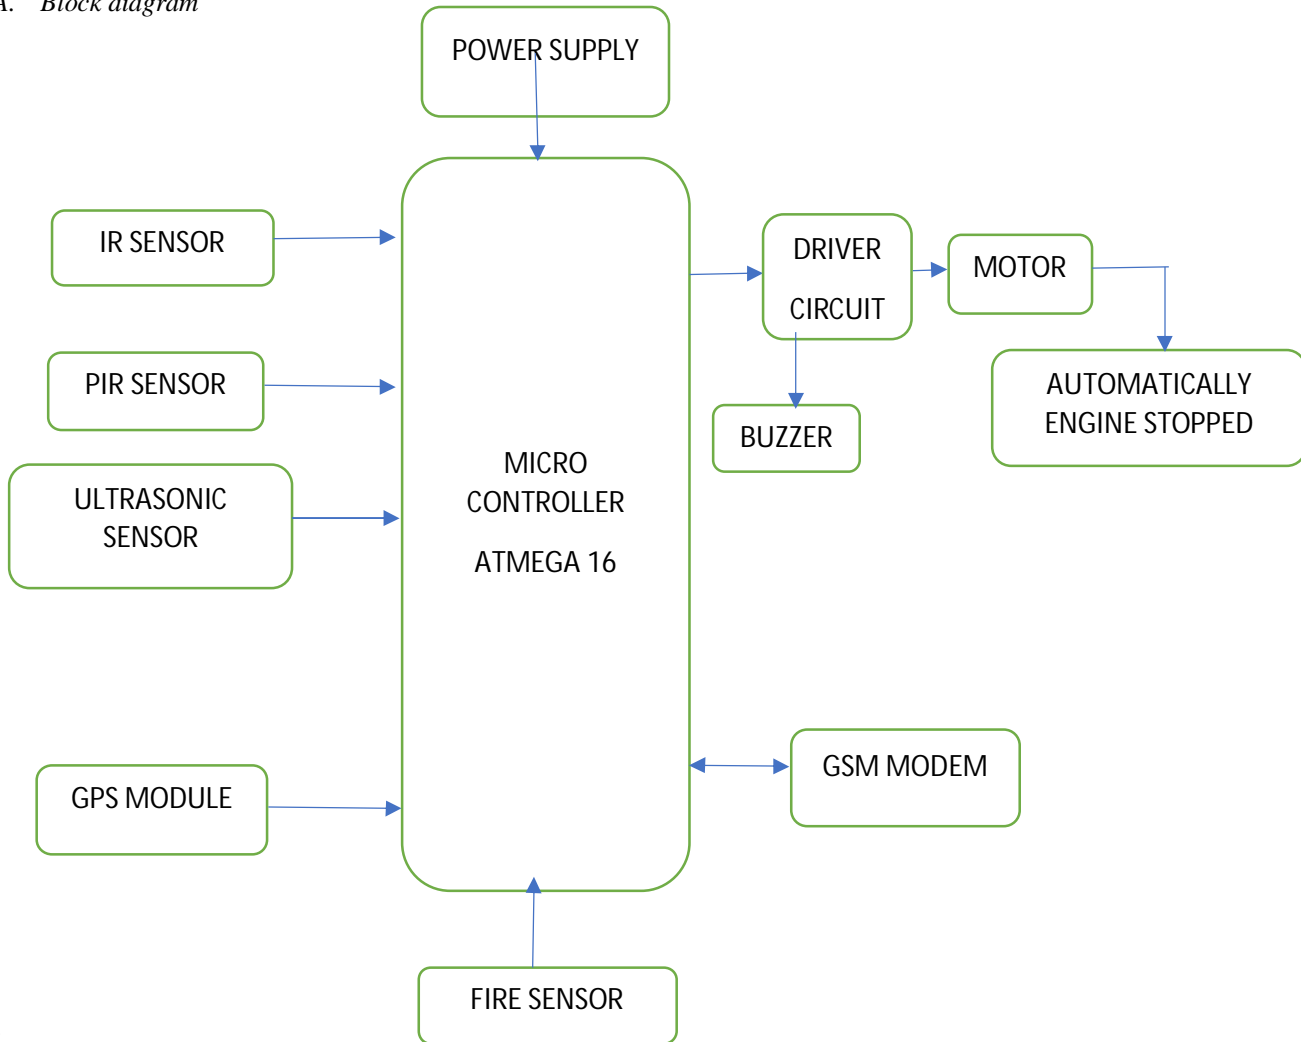 A. Block diagram
POWER SUPPLY
IR SENSOR
DRIVER
CIRCUIT
MOTOR
PIR SENSOR
AUTOMATICALLY
ENGINE STOPPED
BUZZER
MICRO
CONTROLLER
ATMEGA 16
ULTRASONIC
SENSOR
GPS MODULE
GSM MODEM
FIRE SENSOR